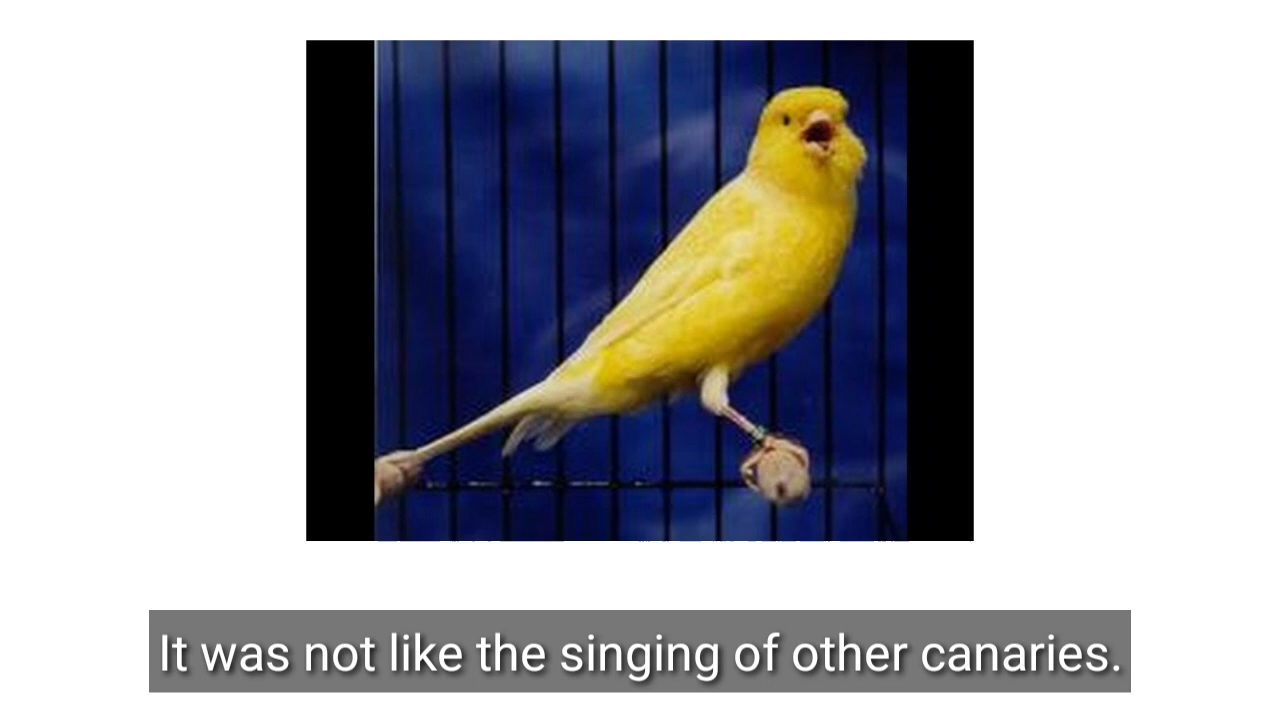 It was not like the singing of other canaries.